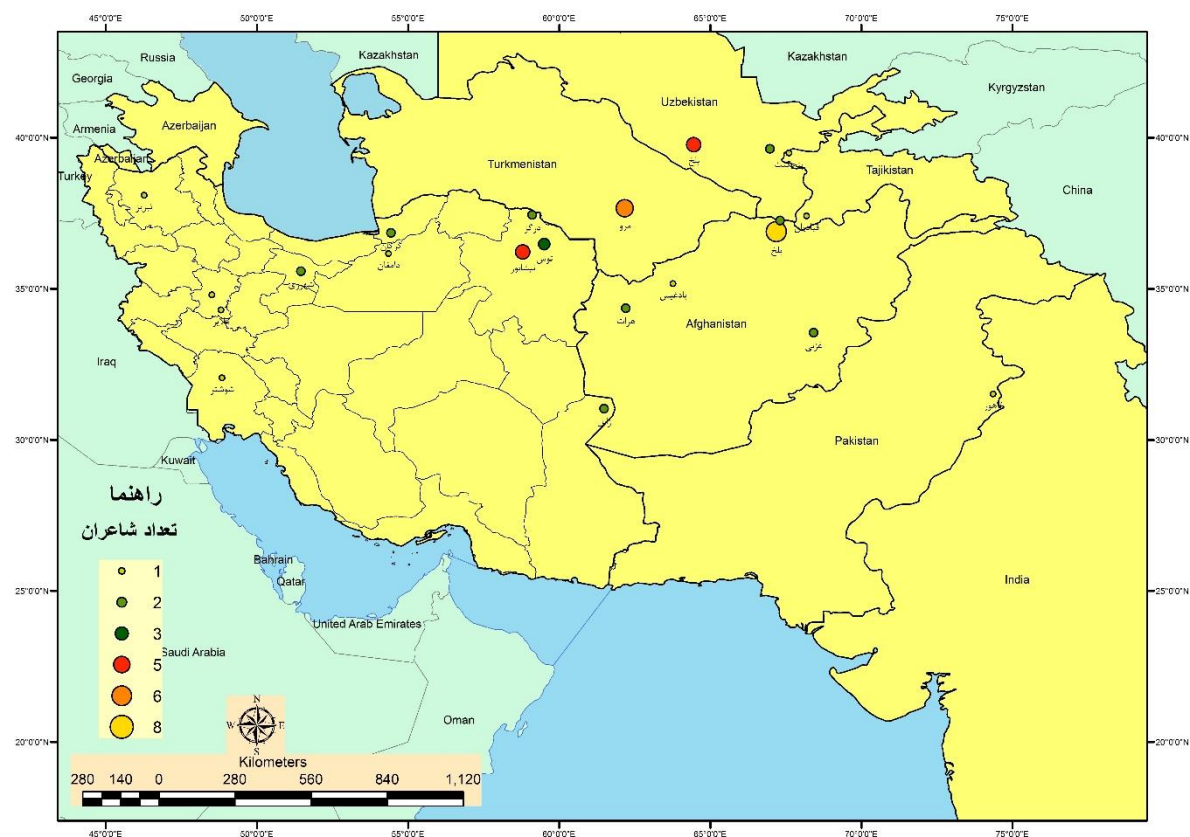 45°0'0"E 50°0'0"E 55°0'0"E 60°0'0"E 65°0'0"E 70°0'0"E 75°0'0"E
Russia
Kazakhstan
Kazakhstan
Georgia
Kyrgyzstan
Uzbekistan
Armenia
Azerbaijan
40°0'0"N
40°0'0"N
Azerbaijan
Turkmenistan
Tajikistan
Turkey
China
تبریز
مرو
قبادیان
درگز
بلخ
گرگان
توس
نیشابور
دامغان
شهرری
35°0'0"N
35°0'0"N
بادغیس
هرات
Afghanistan
غزنی
Iraq
شوشتر
Pakistan
30°0'0"N
30°0'0"N
Kuwait
راهنما
تعداد شاعران
Bahrain
Qatar
1
2
3
5
6
8
India
25°0'0"N
25°0'0"N
United Arab Emirates
Saudi Arabia
Oman
N
W E
S
20°0'0"N
20°0'0"N
Kilometers
280 140 0 280 560 840 1,120
45°0'0"E 50°0'0"E 55°0'0"E 60°0'0"E 65°0'0"E 70°0'0"E 75°0'0"E